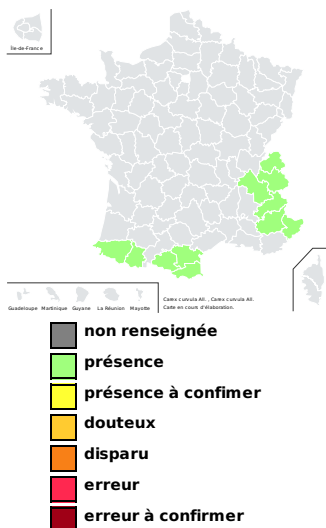 Île-de-France
Guadeloupe Martinique Guyane La Réunion Mayotte
Carex curvula All. , Carex curvula All.
Carte en cours d'élaboration.
non renseignée
présence
présence à confimer
douteux
disparu
erreur
erreur à confirmer